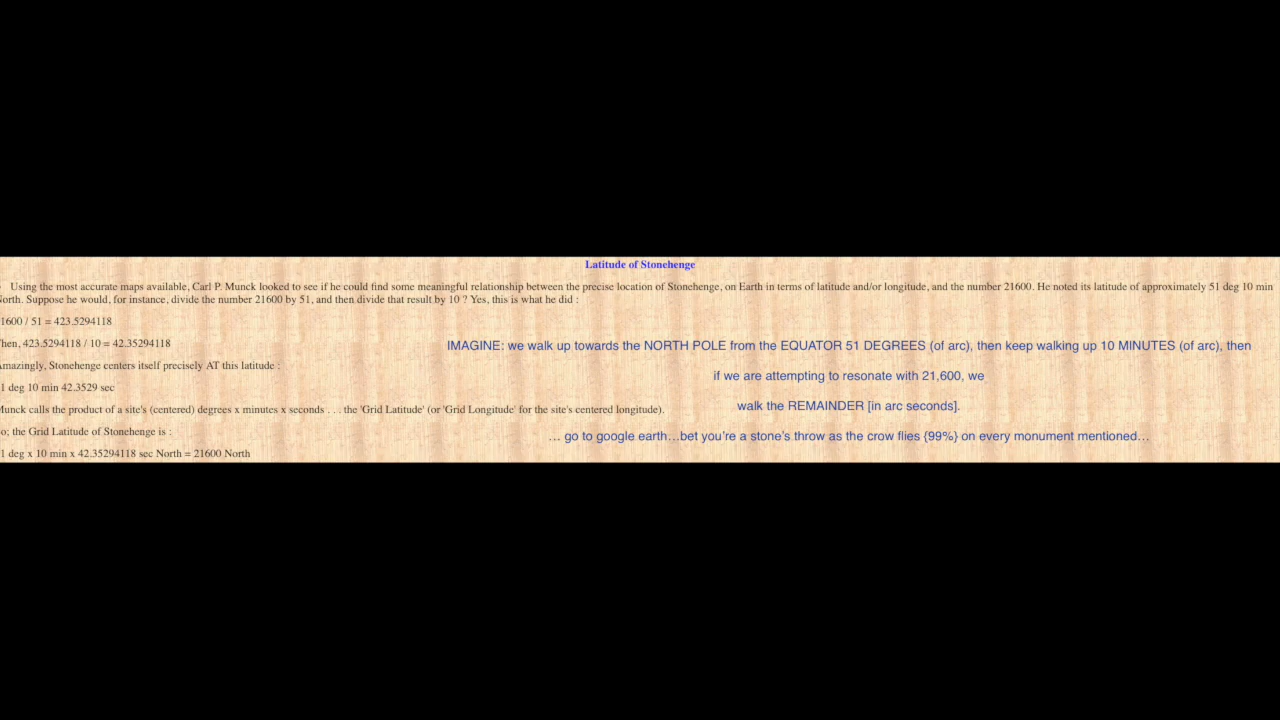 Latitude of Stonehenge
Using the most accurate maps available, Carl P. Munck looked to see if he could find some meaningful relationship between the precise location of Stonehenge, on Earth in terms of latitude and/or longitude, and the number 21600. He noted its latitude of approximately 51 deg 10 min
North. Suppose he would, for instance, divide the number 21600 by 51, and then divide that result by 10 ? Yes, this is what he did :
1600 / 51 = 423.5294118
hen, 423.5294118 / 10 = 42.35294118
IMAGINE: we walk up towards the NORTH POLE from the EQUATOR 51 DEGREES (of arc), then keep walking up 10 MINUTES (of arc), then
Amazingly, Stonehenge centers itself precisely AT this latitude :
if we are attempting to resonate with 21,600, we
1 deg 10 min 42.3529 sec
walk the REMAINDER [in arc seconds].
Munck calls the product of a site's (centered) degrees x minutes x seconds . . . the 'Grid Latitude' (or 'Grid Longitude' for the site's centered longitude).
o; the Grid Latitude of Stonehenge is :
… go to google earth…bet you’re a stone’s throw as the crow flies {99%} on every monument mentioned…
1 deg x 10 min x 42.35294118 sec North = 21600 North